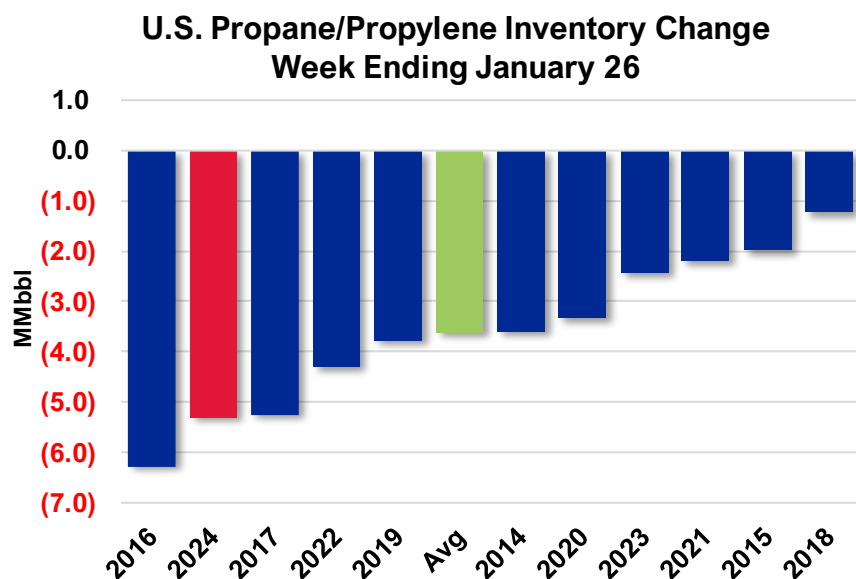 U.S. Propane/Propylene Inventory Change
Week Ending January 26
1.0
0.0
(1.0)
(2.0)
(3.0)
(4.0)
(5.0)
(6.0)
(7.0)
MMbbl
2016 2024 2017 2022 2019 Avg 2014 2020 2023 2021 2015 2018